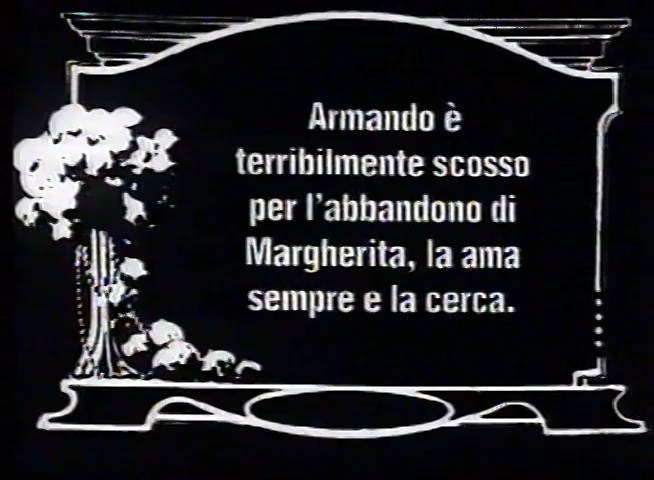 Armando è
terribilmente scosso
per l'abbandono di
Margherita, la ama
sempre e la cerca.